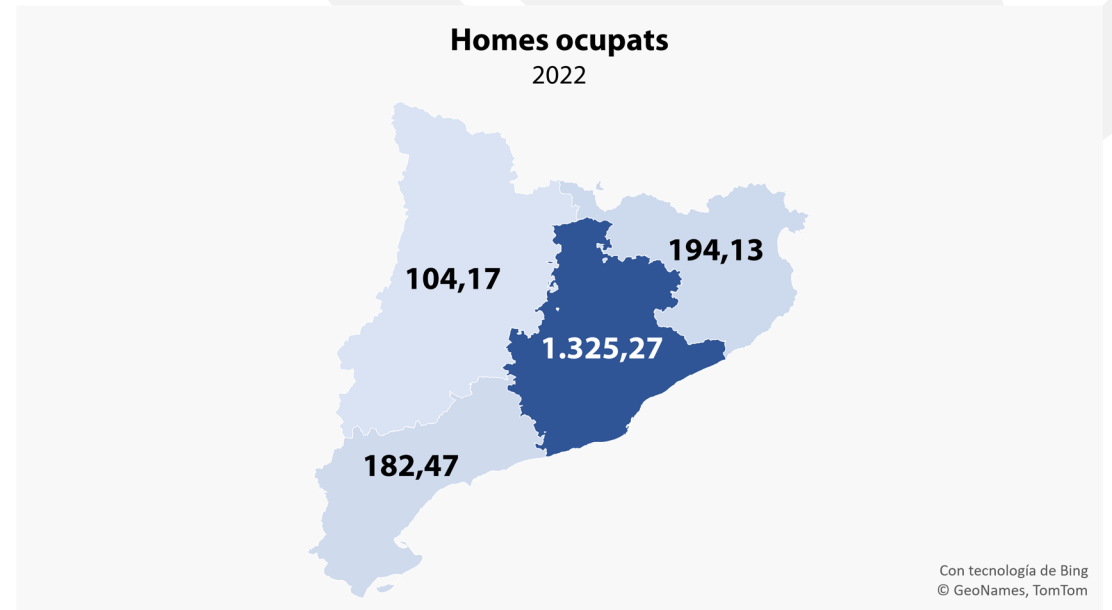 Homes ocupats
2022
194,13
104,17
1.325,27
182,47
Con tecnología de Bing
© GeoNames, TomTom